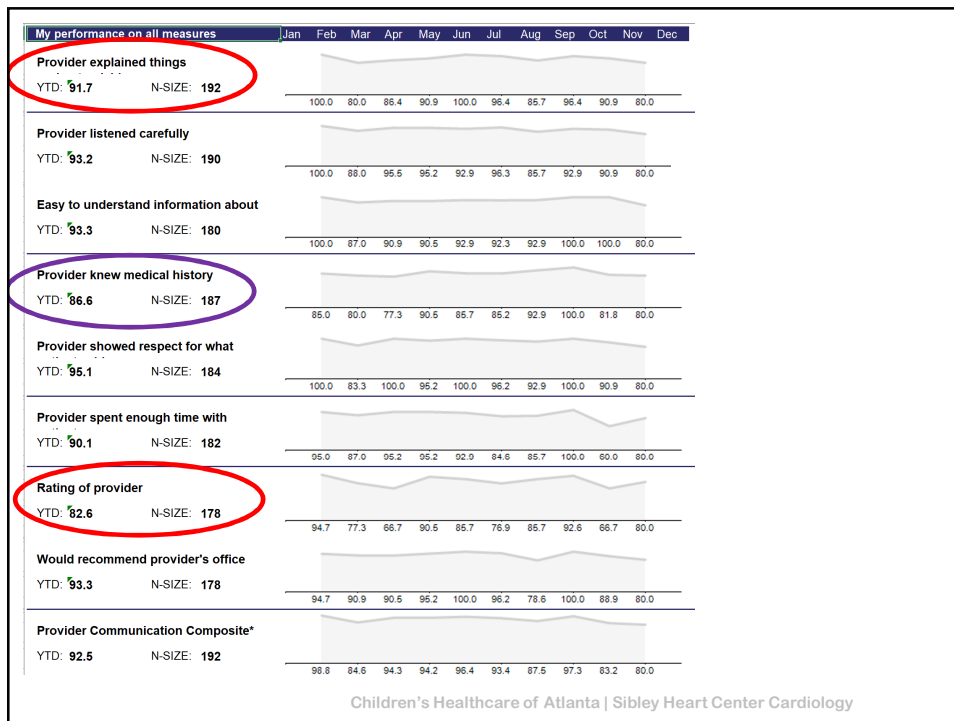 My performance on all measures Jan Feb Mar Apr May Jun Jul Aug Sep Oct Nov Dec
Provider explained things
YTD: 91.7 N-SIZE: 192
100.0 80.0 86.4 90.9 100.0 96.4 85.7 96.4 90.9 80.0
Provider listened carefully
YTD: 93.2 N-SIZE: 190
100.0 88.0 95.5 95.2 92.9 96.3 85.7 92.9 90.9 80.0
Easy to understand information about
YTD: 93.3 N-SIZE: 180
100.0 87.0 90.9 90.5 92.9 92.3 92.9 100.0 100.0 80.0
Provider knew medical history
YTD: 86.6 N-SIZE: 187
85.0 80.0 77.3 90.5 85.7 85.2 92.9 100.0 81.8 80.0
Provider showed respect for what
YTD: 95.1 N-SIZE: 184
100.0 83.3 100.0 95.2 100.0 96.2 92.9 100.0 90.9 80.0
Provider spent enough time with
YTD: 90.1 N-SIZE: 182
95.0 87.0 95.2 95.2 92.9 84.6 85.7 100.0 60.0 80.0
Rating of provider
YTD: 82.6 N-SIZE: 178
94.7 77.3 66.7 90.5 85.7 76.9 85.7 92.6 66.7 80.0
Would recommend provider's office
YTD: 93.3 N-SIZE: 178
94.7 90.9 90.5 95.2 100.0 96.2 78.6 100.0 88.9 80.0
Provider Communication Composite*
YTD: 92.5 N-SIZE: 192
98.8 84.6 94.3 94.2 96.4 93.4 87.5 97.3 83.2 80.0
Children's Healthcare of Atlanta | Sibley Heart Center Cardiology